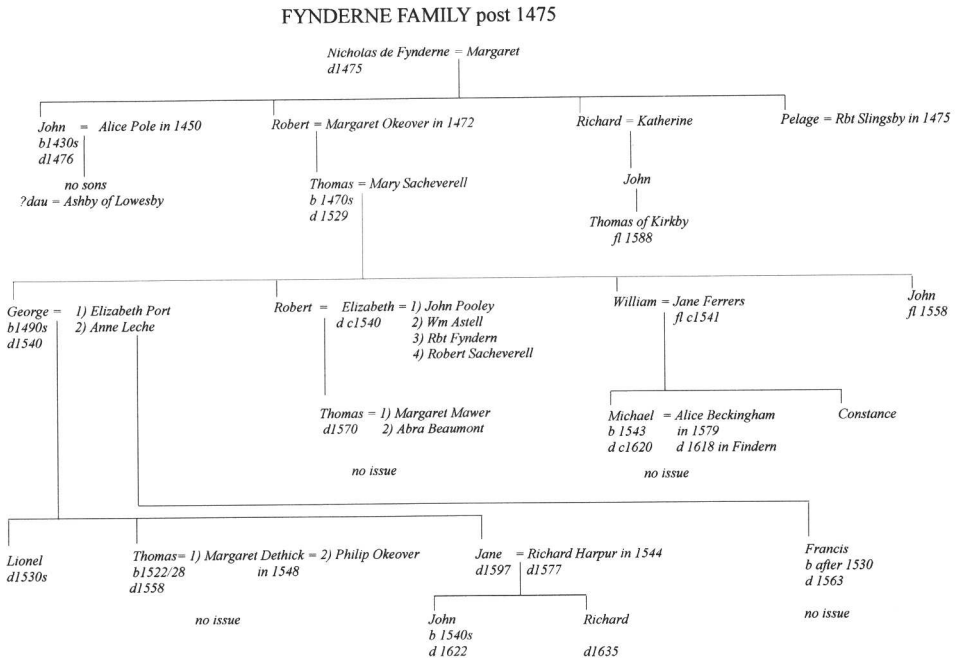 FYNDERNE FAMILY post 1475
Nicholas de Fynderne = Margaret
d1475
John = Alice Pole in 1450
b1430s
d1476
no sons
?dau = Ashby of Lowesby
Robert = Margaret Okeover in 1472
Richard = Katherine
Pelage = Rbt Slingsby in 1475
Thomas = Mary Sacheverell
b 1470s
d 1529
John
Thomas of Kirkby
fl 1588
George = 1) Elizabeth Port
b1490s 2) Anne Leche
d1540
Robert = Elizabeth = 1) John Pooley
d c1540 2) Wm Astell
3) Rbt Fyndern
4) Robert Sacheverell
William = Jane Ferrers
fl c1541
John
fl 1558
Thomas = 1) Margaret Mawer
d1570 2) Abra Beaumont
no issue
Michael = Alice Beckingham
b 1543 in 1579
d c1620 d 1618 in Findern
no issue
Constance
Lionel
d1530s
Thomas= 1) Margaret Dethick = 2) Philip Okeover
b1522/28 in 1548
d1558
no issue
Jane = Richard Harpur in 1544
d1597 d1577
Francis
b after 1530
d 1563
no issue
John
b 1540s
d 1622
Richard
d1635